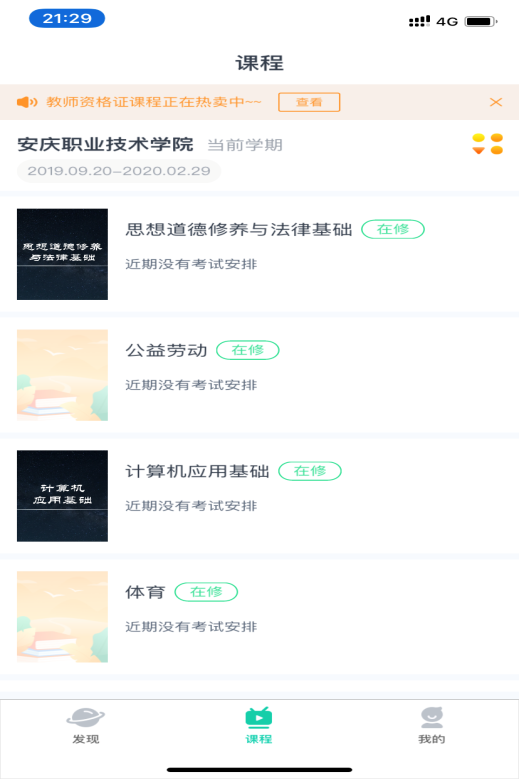 21:29
4G
课程
教师资格证课程正在热卖中~~ 查看
安庆职业技术学院 当前学期
2019.09.20-2020.02.29
思想道德修养与法律基础 在修
近期没有考试安排
思想道德修养
与法律基础
公益劳动 在修
近期没有考试安排
计算机应用基础 在修
近期没有考试安排
计算机
应用基础
体育 在修
近期没有考试安排
发现 课程 我的